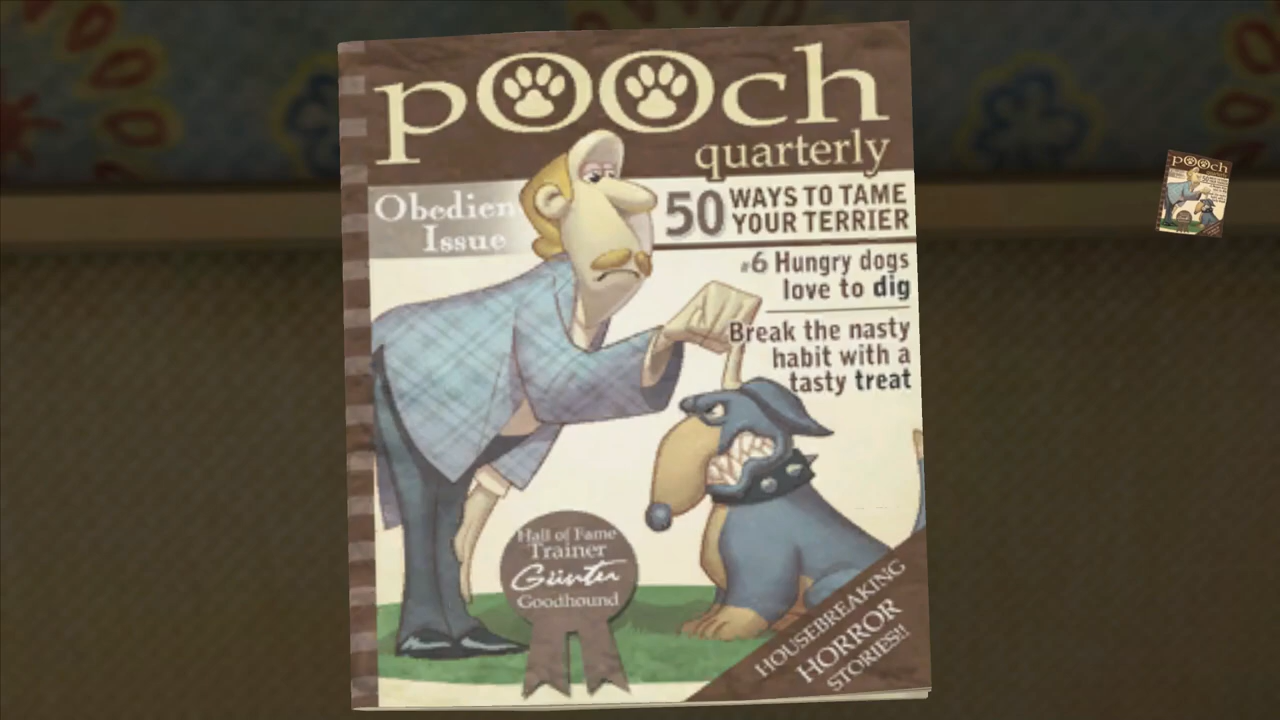 pOOch
quarterly
Obedien
Issue
50 WAYS TO TAME
YOUR TERRIER
#6 Hungry dogs
love to dig
Break the nasty
habit with a
tasty treat
Hall of Fame
Trainer
Günter
Goodhound
HOUSEBREAKING
HORROR
STORIES!!
pOOch